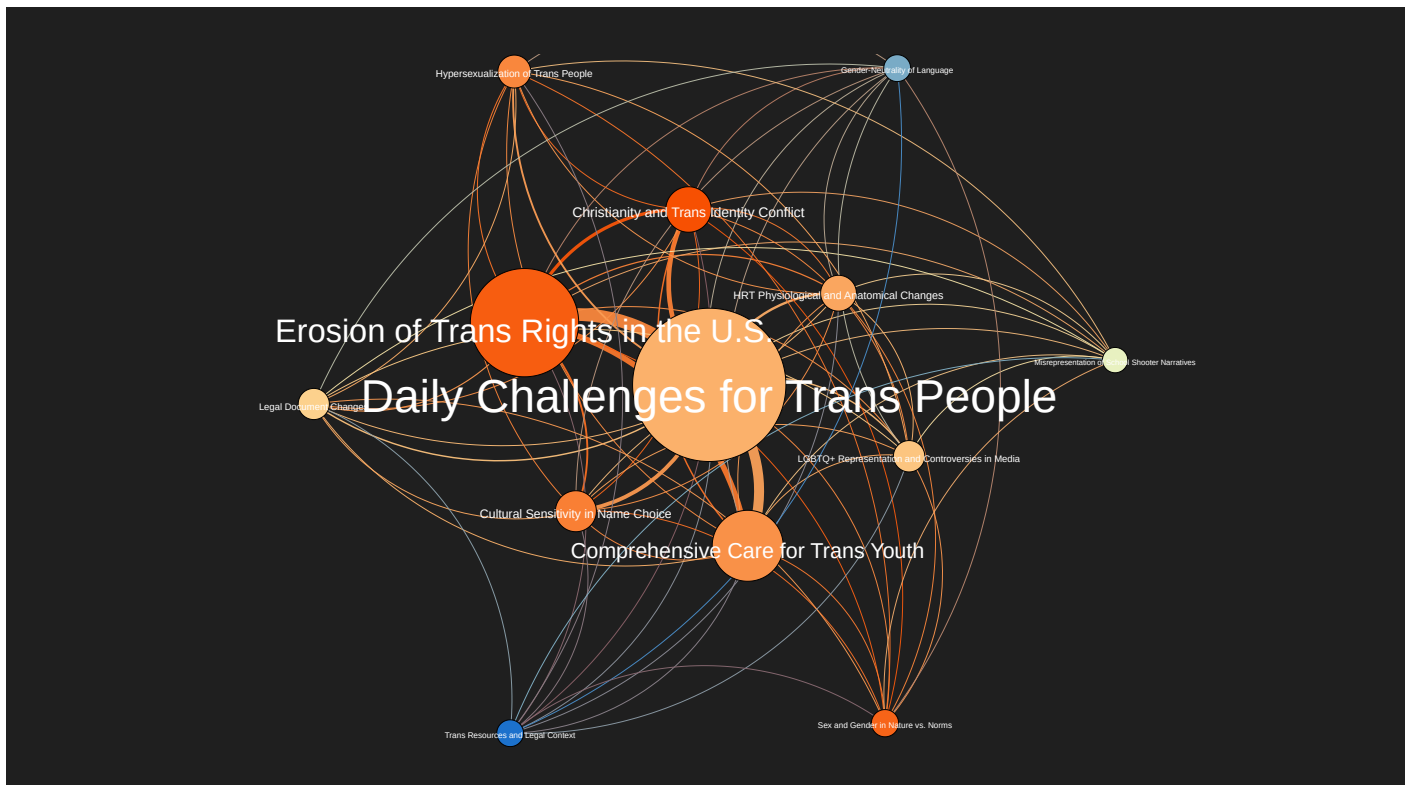 Gender-Neutrality of Language
Hypersexualization of Trans People
Christianity and Trans Identity Conflict
HRT Physiological and Anatomical Changes
Erosion of Trans Rights in the U.S.
Misrepresentation of Shooter Narratives
Daily Challenges for Trans People
Legal Document Changes
LGBTQ+ Representation and Controversies in Media
Cultural Sensitivity in Name Choice
Comprehensive Care for Trans Youth
Sex and Gender in Nature vs. Norms
Trans Resources and Legal Context